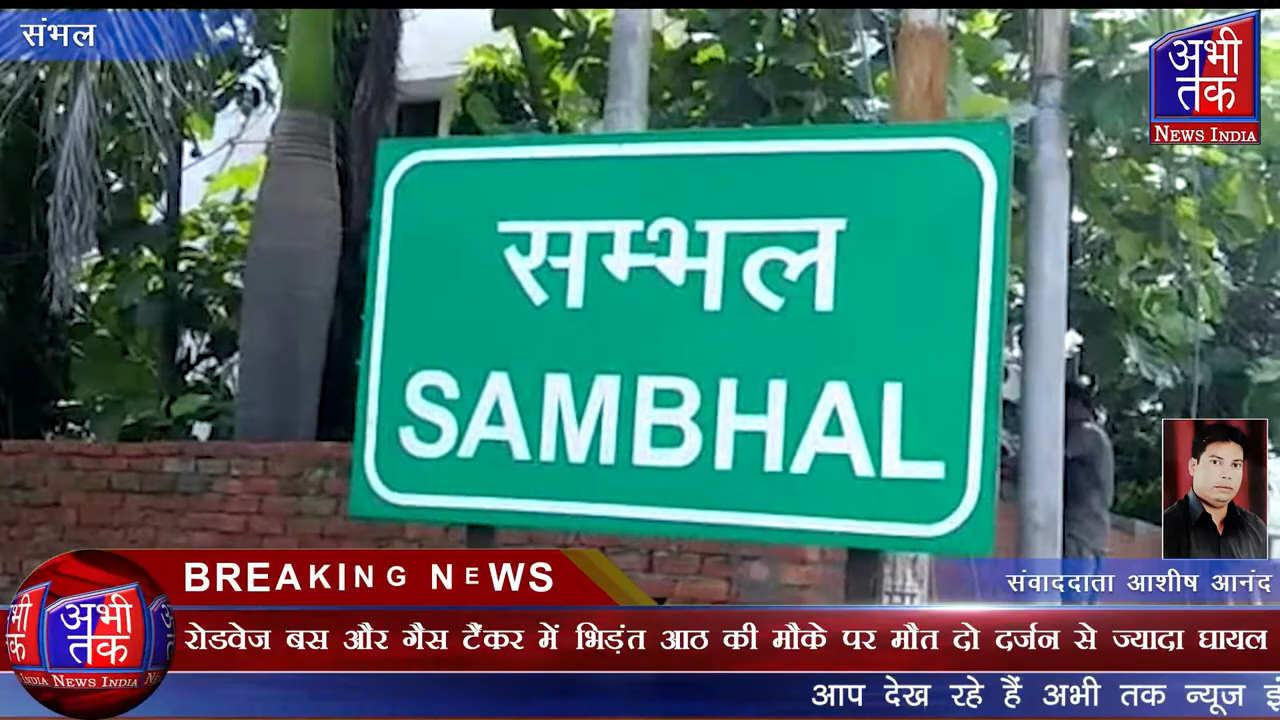 संभल
अभी
तक
NEWS INDIA
सम्भल
SAMBHAL
BREAKING NEWS
संवाददाता आशीष आनंद
अभी
तक
NEWS INDIA
रोडवेज बस और गैस टैंकर में भिड़ंत आठ की मौके पर मौत दो दर्जन से ज्यादा घायल
आप देख रहे हैं अभी तक न्यूज